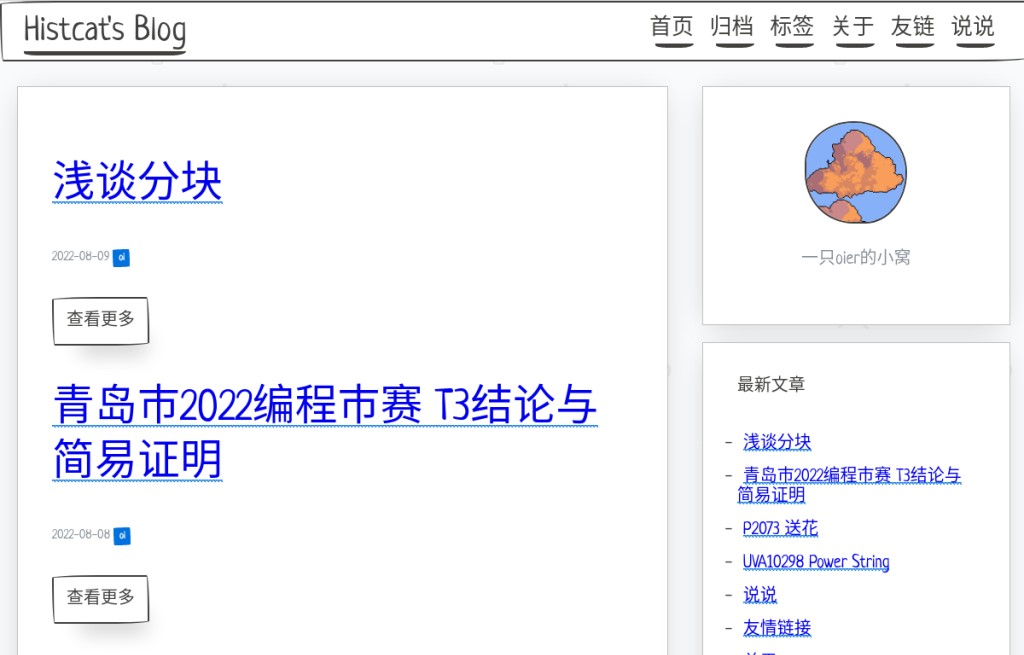 Histcat's Blog
首页 归档 标签 关于 友链 说说
浅谈分块
2022-08-09 oi
查看更多
青岛市2022编程市赛 T3结论与
简易证明
2022-08-08 oi
查看更多
一只oier的小窝
最新文章
- 浅谈分块
- 青岛市2022编程市赛 T3结论与
简易证明
- P2073 送花
- UVA10298 Power String
- 说说
- 友情链接